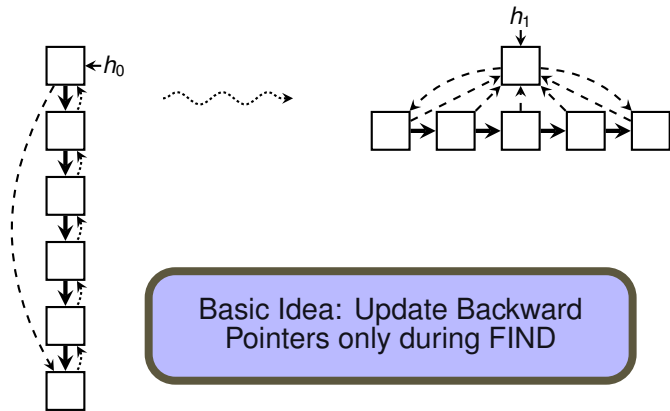 h₀
h₁
Basic Idea: Update Backward
Pointers only during FIND